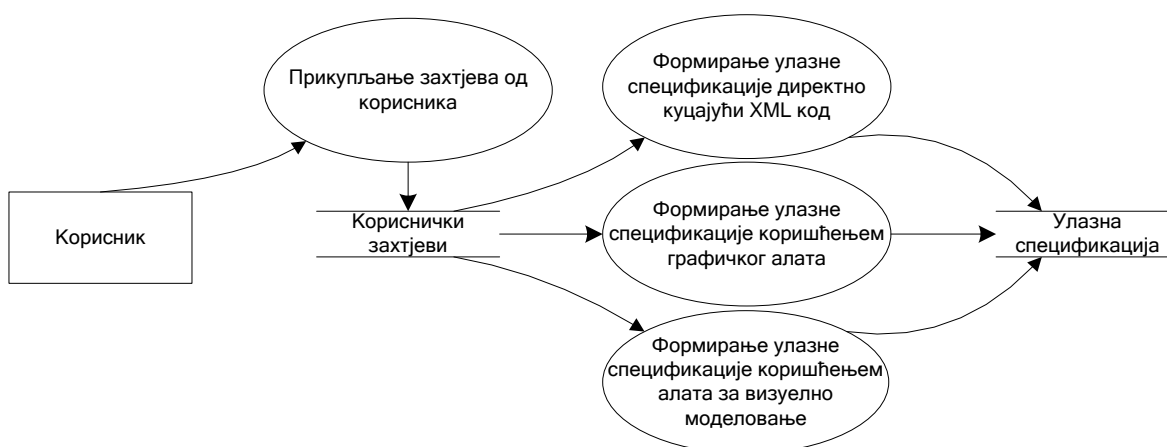 Прикупљање захтјева од
корисника
Формирање улазне
спецификације директно
куцајући XML код
Корисник
Кориснички
захтјеви
Формирање улазне
спецификације коришћењем
графичког алата
Улазна
спецификација
Формирање улазне
спецификације коришћењем
алата за визуелно
моделовање